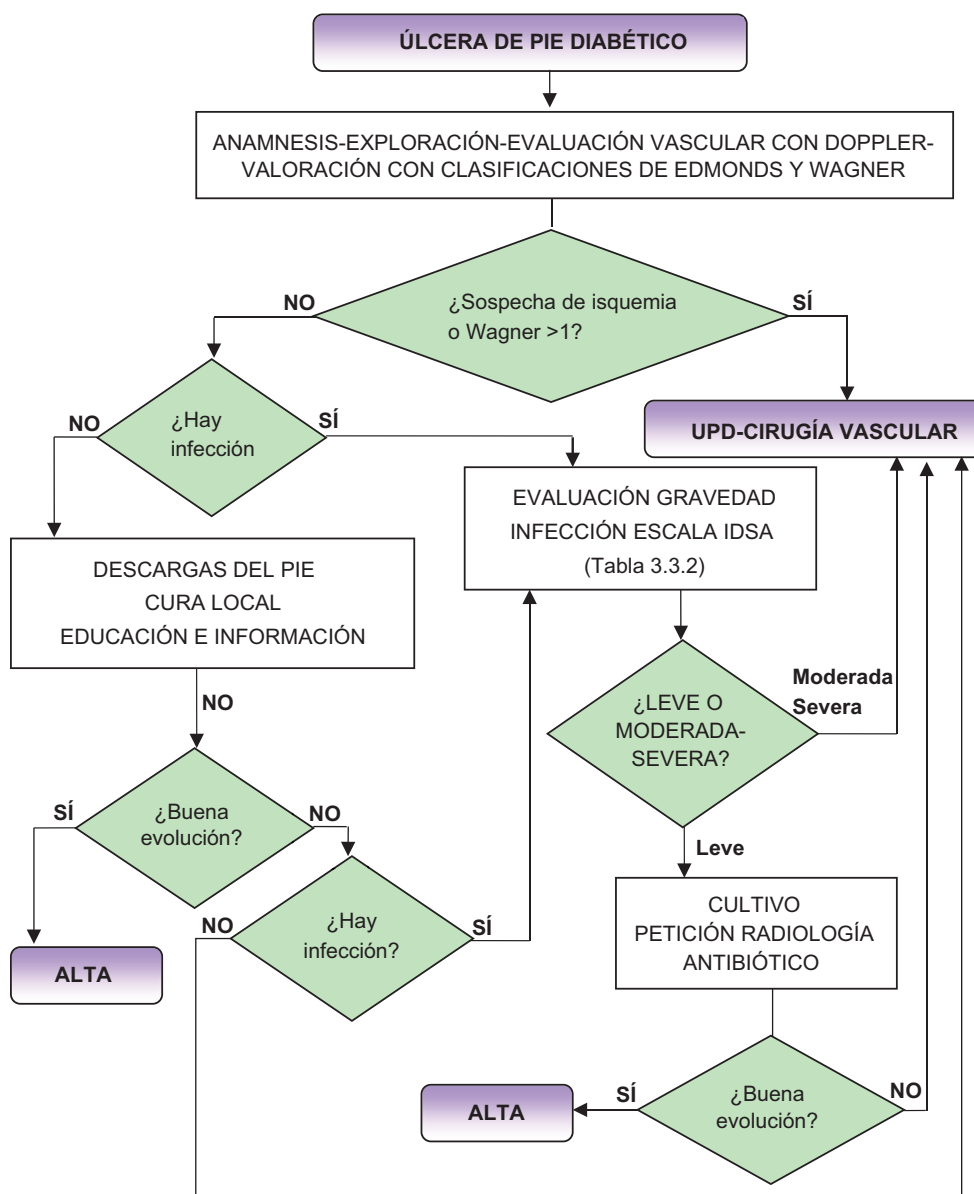 ÚLCERA DE PIE DIABÉTICO
ANAMNESIS-EXPLORACIÓN-EVALUACIÓN VASCULAR CON DOPPLER-
VALORACIÓN CON CLASIFICACIONES DE EDMONDS Y WAGNER
NO
¿Sospecha de isquemia
o Wagner >1?
SÍ
NO
¿Hay
infección
SÍ
UPD-CIRUGÍA VASCULAR
EVALUACIÓN GRAVEDAD
INFECCIÓN ESCALA IDSA
(Tabla 3.3.2)
DESCARGAS DEL PIE
CURA LOCAL
EDUCACIÓN E INFORMACIÓN
NO
¿LEVE O
MODERADA-
SEVERA?
Moderada
Severa
SÍ
¿Buena
evolución?
NO
Leve
NO
¿Hay
infección?
SÍ
CULTIVO
PETICIÓN RADIOLOGÍA
ANTIBIÓTICO
ALTA
ALTA
SÍ
¿Buena
evolución?
NO